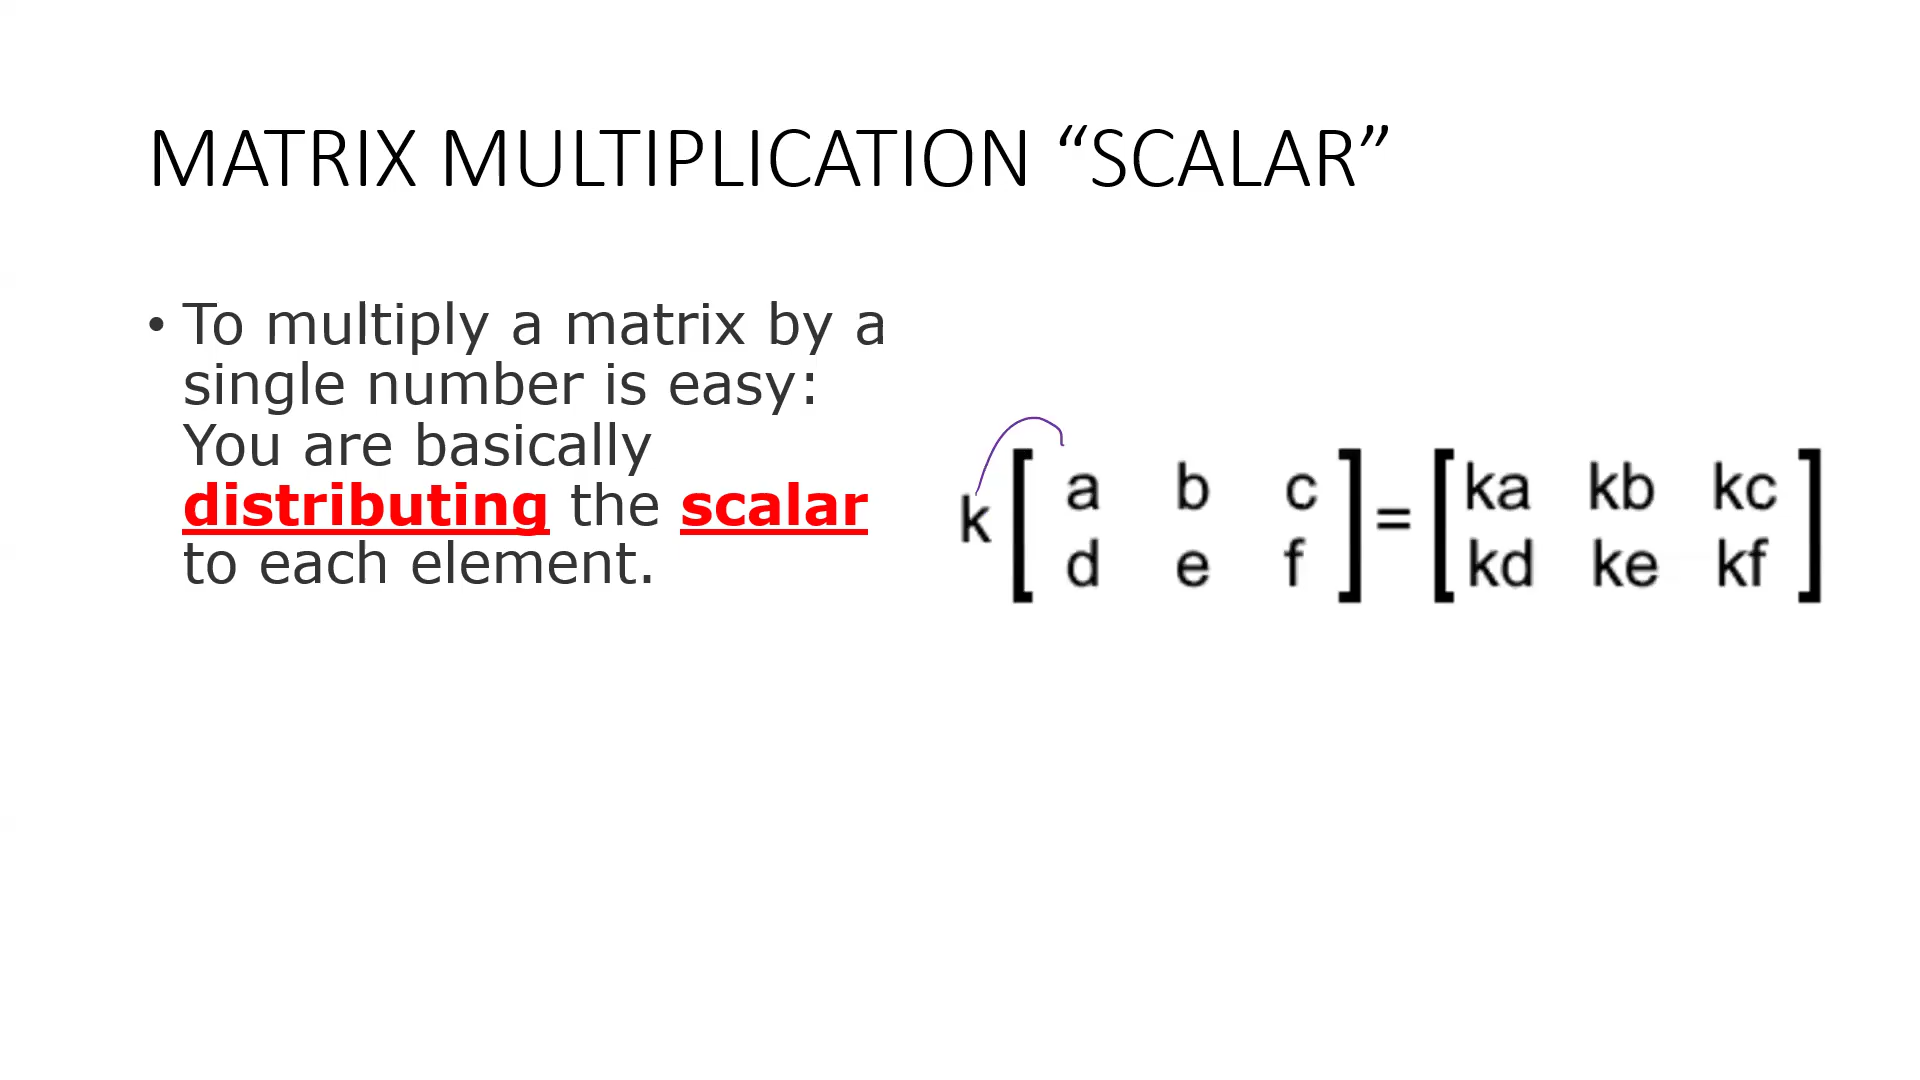 MATRIX MULTIPLICATION “SCALAR”
• To multiply a matrix by a
single number is easy:
You are basically
distributing the scalar
to each element.
k [ a b c ] = [ ka kb kc ]
d e f kd ke kf